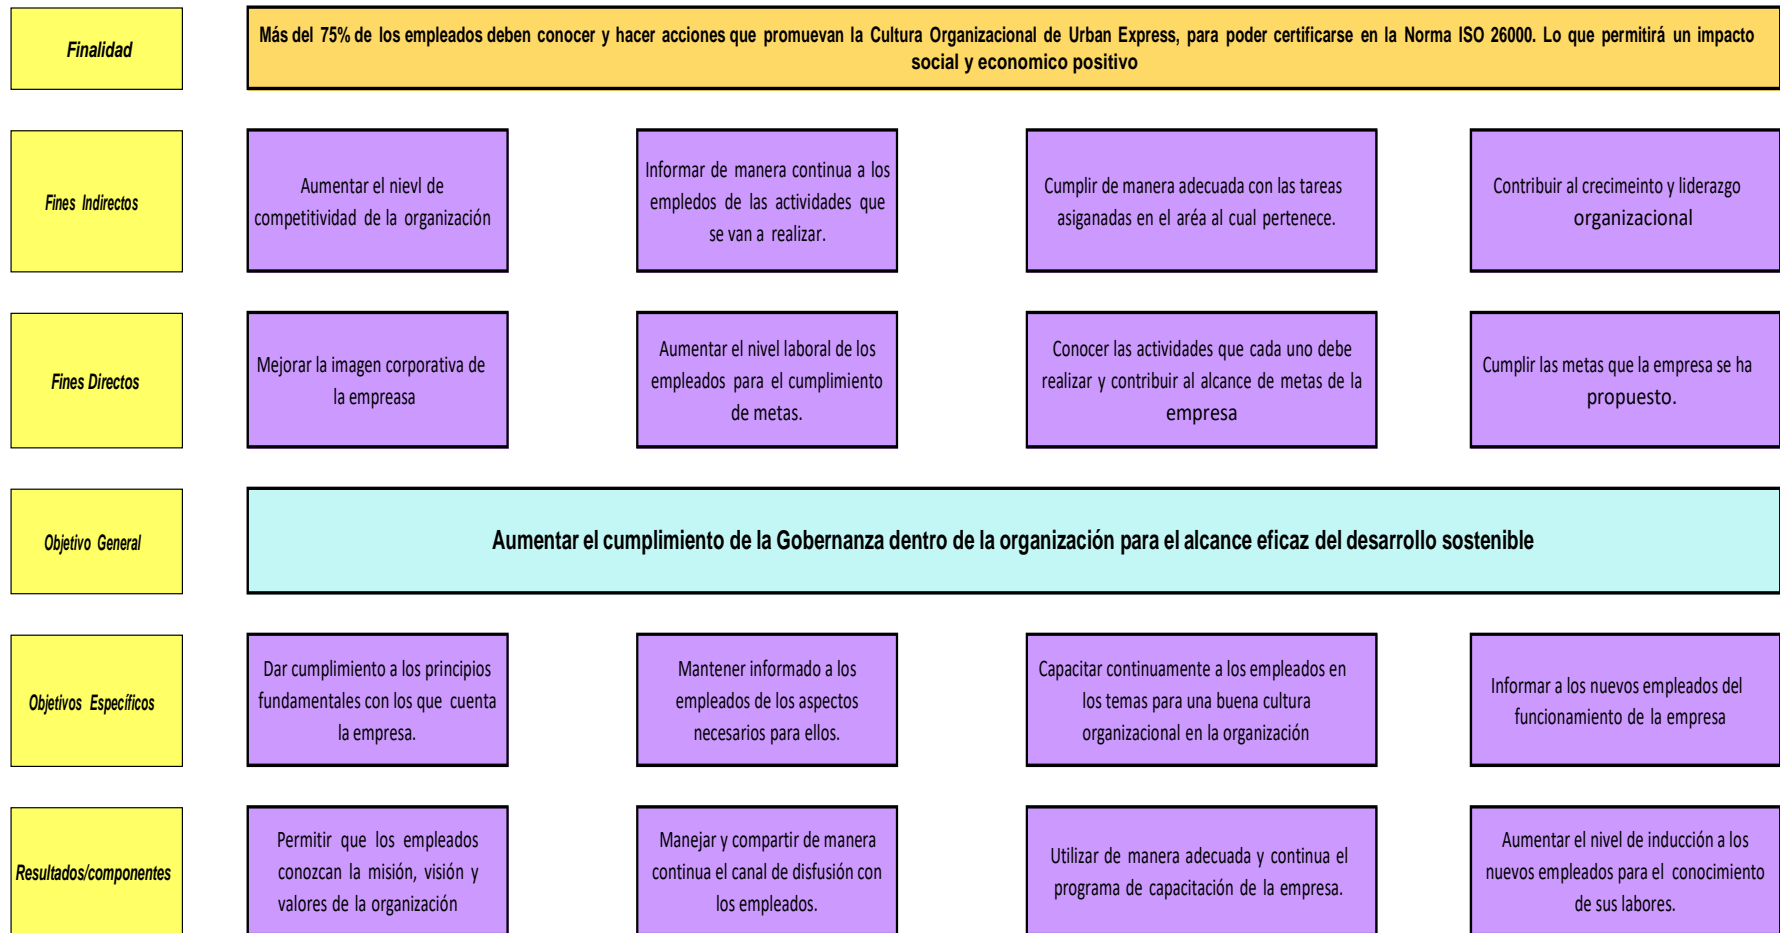 Finalidad
Más del 75% de los empleados deben conocer y hacer acciones que promuevan la Cultura Organizacional de Urban Express, para poder certificarse en la Norma ISO 26000. Lo que permitirá un impacto
social y economico positivo
Fines Indirectos
Aumentar el nievl de
competitividad de la organización
Informar de manera continua a los
empledos de las actividades que
se van a realizar.
Cumplir de manera adecuada con las tareas
asiganadas en el aréa al cual pertenece.
Contribuir al crecimeinto y liderazgo
organizacional
Fines Directos
Mejorar la imagen corporativa de
la empreasa
Aumentar el nivel laboral de los
empleados para el cumplimiento
de metas.
Conocer las actividades que cada uno debe
realizar y contribuir al alcance de metas de la
empresa
Cumplir las metas que la empresa se ha
propuesto.
Objetivo General
Aumentar el cumplimiento de la Gobernanza dentro de la organización para el alcance eficaz del desarrollo sostenible
Objetivos Específicos
Dar cumplimiento a los principios
fundamentales con los que cuenta
la empresa.
Mantener informado a los
empleados de los aspectos
necesarios para ellos.
Capacitar continuamente a los empleados en
los temas para una buena cultura
organizacional en la organización
Informar a los nuevos empleados del
funcionamiento de la empresa
Resultados/componentes
Permitir que los empleados
conozcan la misión, visión y
valores de la organización
Manejar y compartir de manera
continua el canal de disfusión con
los empleados.
Utilizar de manera adecuada y continua el
programa de capacitación de la empresa.
Aumentar el nivel de inducción a los
nuevos empleados para el conocimiento
de sus labores.